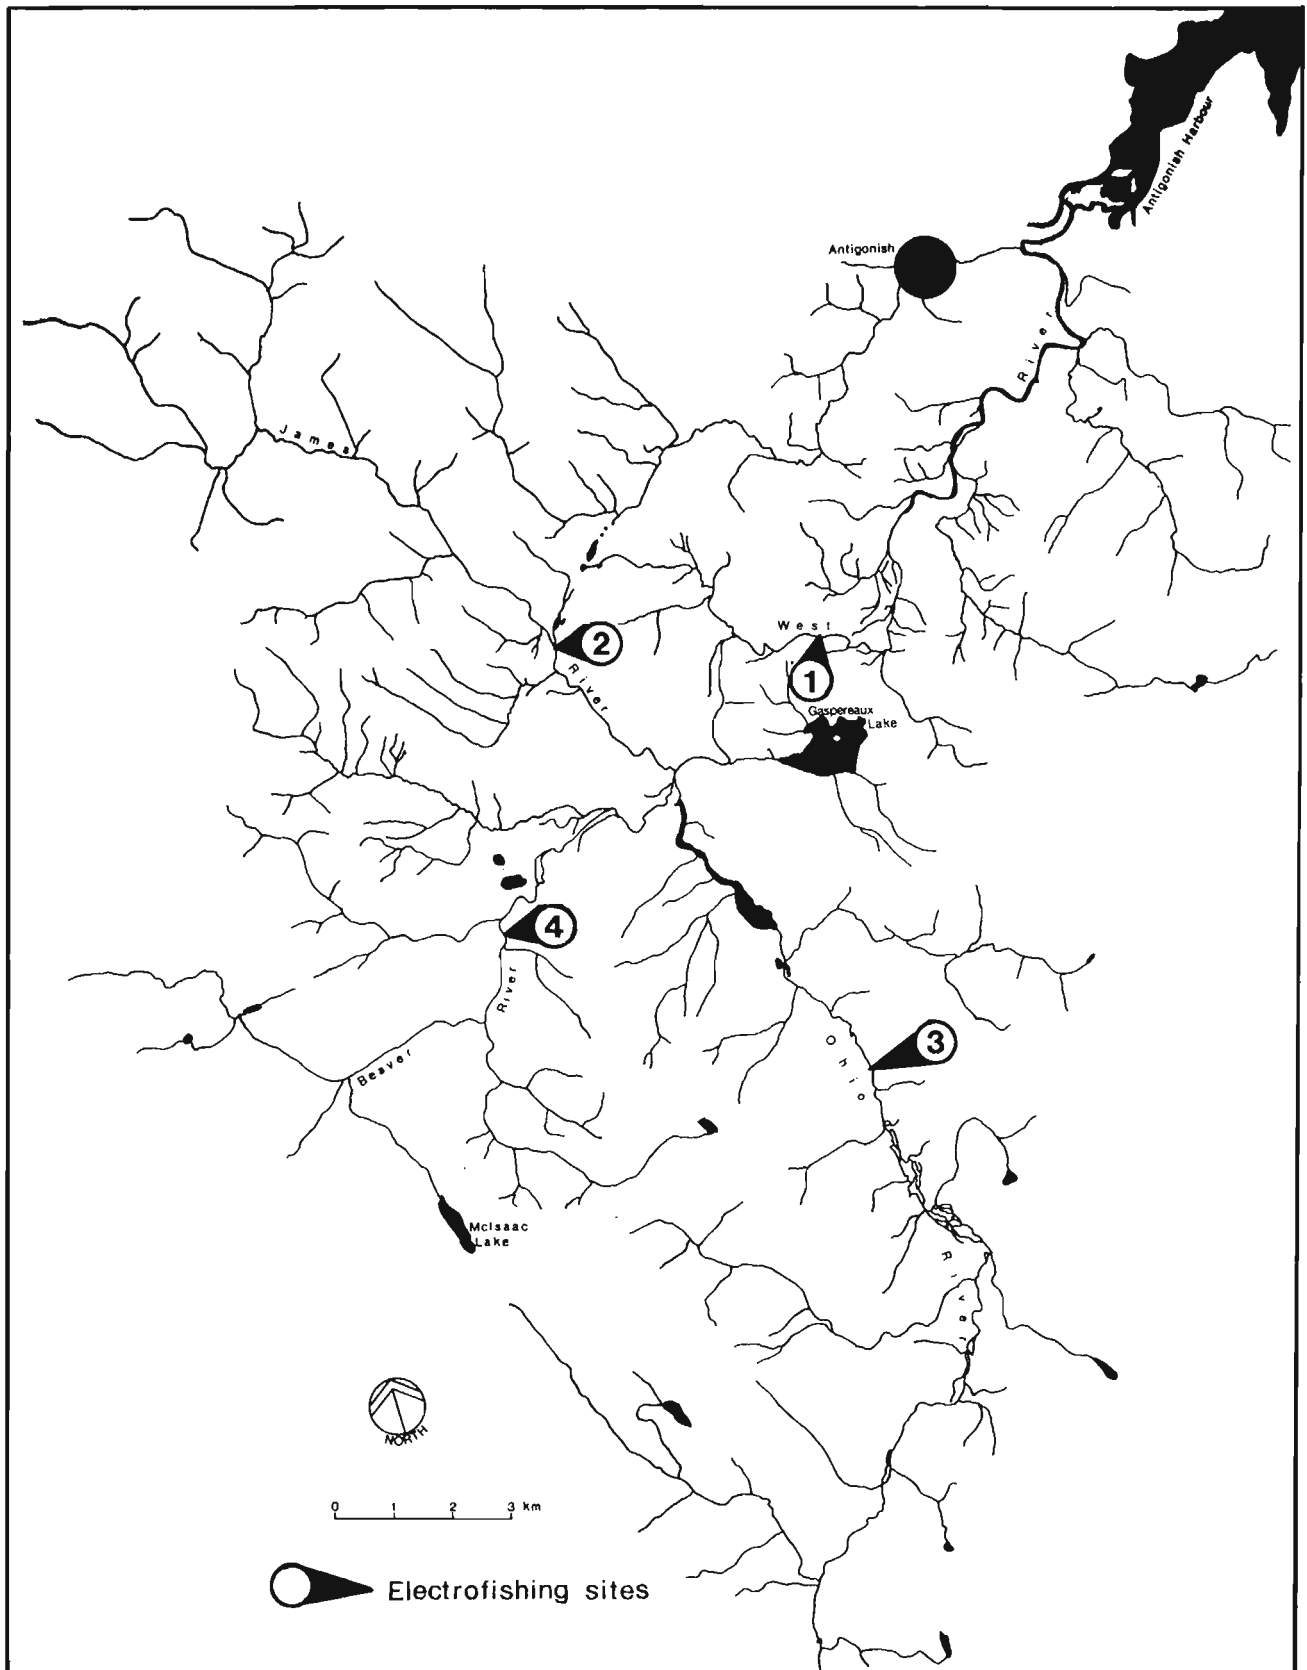 Antigonish Harbour
Antigonish
River
James
West
2
1
River
Gaspereaux
Lake
4
River
3
Ohio
Beaver
McIsaac
Lake
River
NORTH
0 1 2 3 km
Electrofishing sites